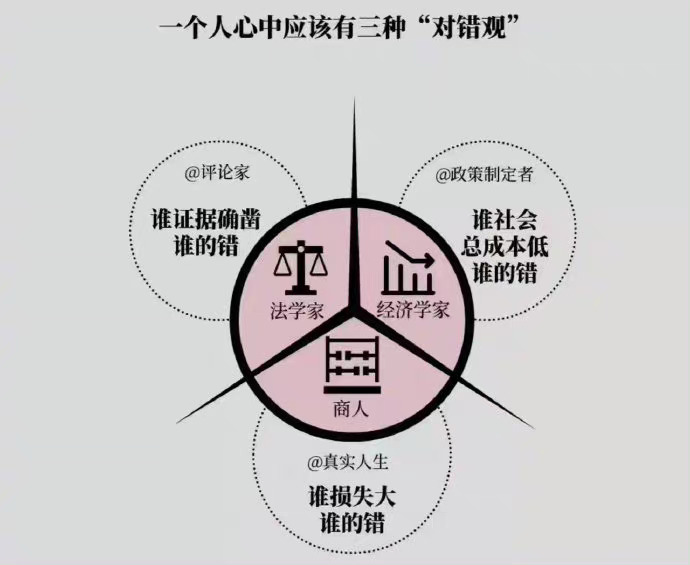 一个人心中应该有三种“对错观”
@评论家
谁证据确凿
谁的错
@政策制定者
谁社会
总成本低
谁的错
法学家
经济学家
商人
@真实人生
谁损失大
谁的错